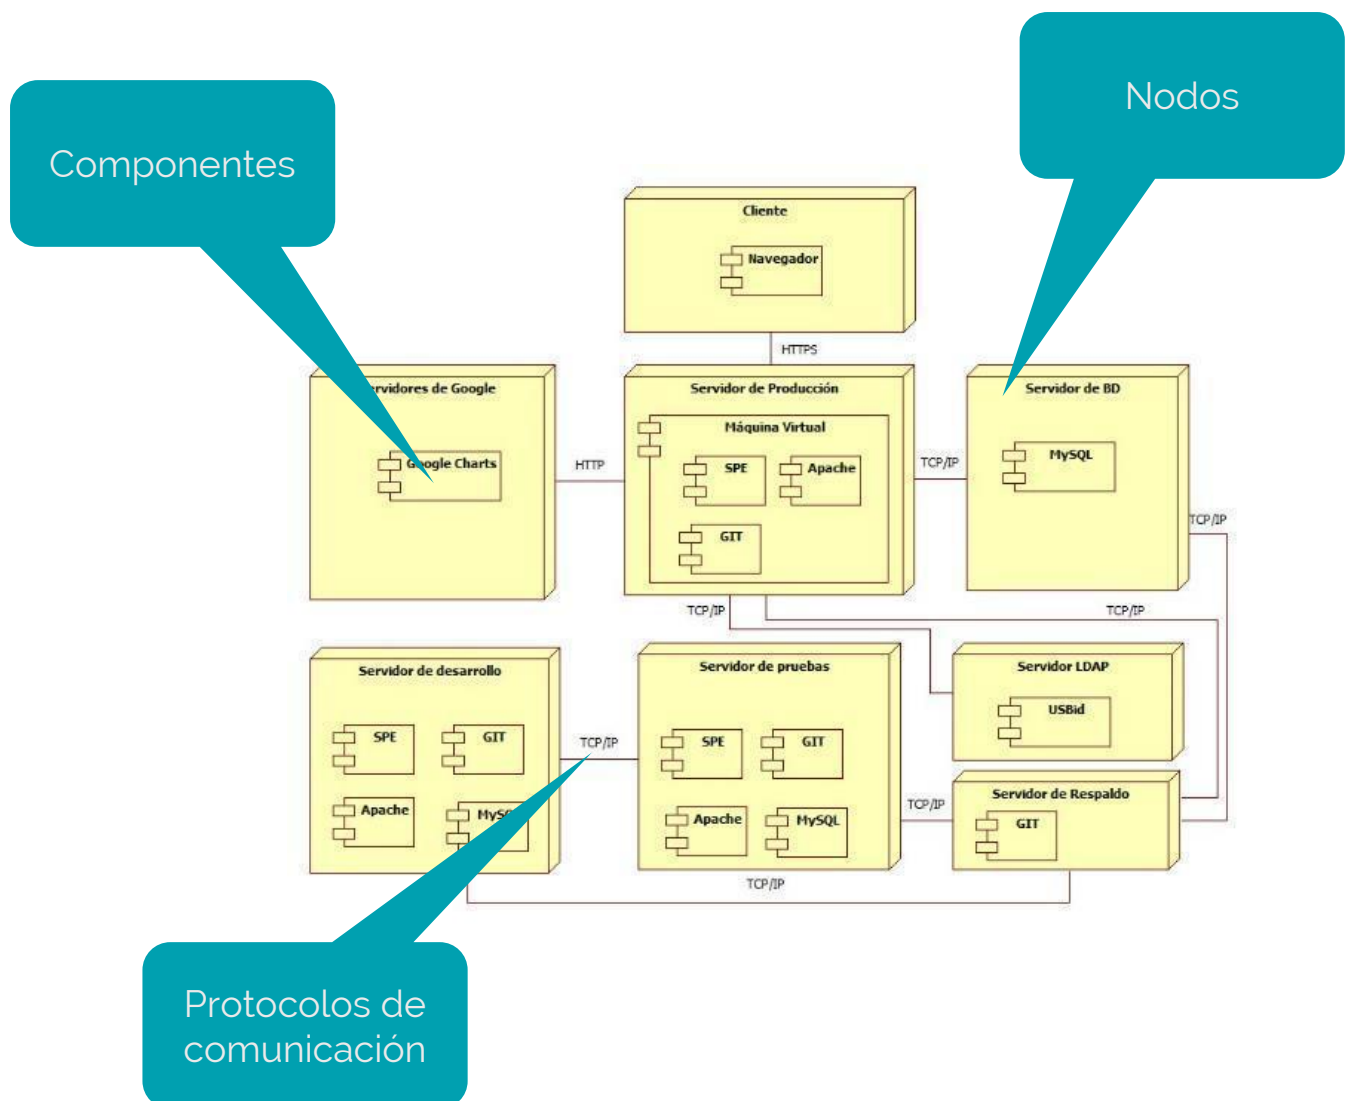 Nodos
Componentes
Cliente
Navegador
HTTPS
ervidores de Google
Servidor de Producción
Servidor de BD
Máquina Virtual
Google Charts
HTTP
SPE
Apache
TCP/IP
MySQL
GIT
TCP/IP
TCP/IP
TCP/IP
Servidor de desarrollo
Servidor de pruebas
Servidor LDAP
USBid
SPE
GIT
TCP/IP
SPE
GIT
Servidor de Respaldo
Apache
MySQ
Apache
MySQL
TCP/IP
GIT
TCP/IP
Protocolos de
comunicación